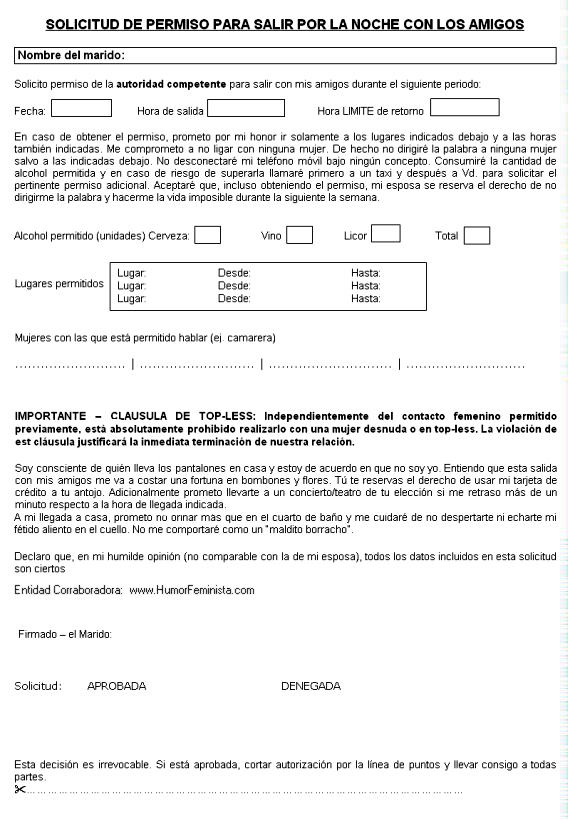 SOLICITUD DE PERMISO PARA SALIR POR LA NOCHE CON LOS AMIGOS
Nombre del marido:
Solicito permiso de la autoridad competente para salir con mis amigos durante el siguiente periodo:
Fecha: Hora de salida Hora LIMITE de retorno
En caso de obtener el permiso, prometo por mi honor ir solamente a los lugares indicados debajo y a las horas
también indicadas. Me comprometo a no ligar con ninguna mujer. De hecho no dirigiré la palabra a ninguna mujer
salvo a las indicadas debajo. No desconectaré mi teléfono móvil bajo ningún concepto. Consumiré la cantidad de
alcohol permitida y en caso de riesgo de superarla llamaré primero a un taxi y después a Vd. para solicitar el
pertinente permiso adicional. Aceptaré que, incluso obteniendo el permiso, mi esposa se reserva el derecho de no
dirigirme la palabra y hacerme la vida imposible durante la siguiente la semana.
Alcohol permitido (unidades) Cerveza: Vino Licor Total
Lugares permitidos
Lugar: Desde: Hasta:
Lugar: Desde: Hasta:
Lugar: Desde: Hasta:
Mujeres con las que está permitido hablar (ej. camarera)
......................... | .......................... | ............................ | ...........................
IMPORTANTE – CLAUSULA DE TOP-LESS: Independientemente del contacto femenino permitido
previamente, está absolutamente prohibido realizarlo con una mujer desnuda o en top-less. La violación de
est cláusula justificará la inmediata terminación de nuestra relación.
Soy consciente de quién lleva los pantalones en casa y estoy de acuerdo en que no soy yo. Entiendo que esta salida
con mis amigos me va a costar una fortuna en bombones y flores. Tú te reservas el derecho de usar mi tarjeta de
crédito a tu antojo. Adicionalmente prometo llevarte a un concierto/teatro de tu elección si me retraso más de un
minuto respecto a la hora de llegada indicada.
A mi llegada a casa, prometo no orinar más que en el cuarto de baño y me cuidaré de no despertarte ni echarte mi
fétido aliento en el cuello. No me comportaré como un "maldito borracho".
Declaro que, en mi humilde opinión (no comparable con la de mi esposa), todos los datos incluidos en esta solicitud
son ciertos
Entidad Corraboradora: www.HumorFeminista.com
Firmado – el Marido:
Solicitud: APROBADA DENEGADA
Esta decisión es irrevocable. Si está aprobada, cortar autorización por la línea de puntos y llevar consigo a todas
partes.
✂………………………………………………………………………………………………